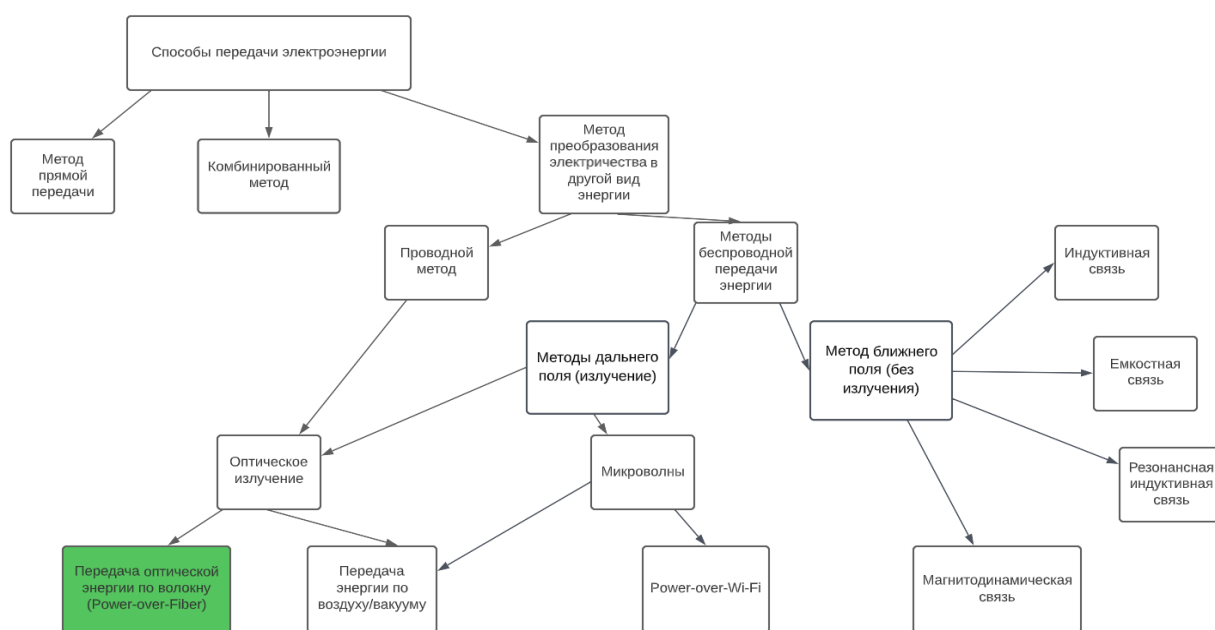 Способы передачи электроэнергии
Метод
прямой
передачи
Комбинированный
метод
Метод
преобразования
электричества в
другой вид
энергии
Проводной
метод
Методы
беспроводной
передачи
энергии
Индуктивная
связь
Методы дальнего
поля (излучение)
Метод ближнего
поля (без
излучения)
Емкостная
связь
Оптическое
излучение
Микроволны
Резонансная
индуктивная
связь
Передача оптической
энергии по волокну
(Power-over-Fiber)
Передача
энергии по
воздуху/вакууму
Power-over-Wi-Fi
Магнитодинамическая
связь